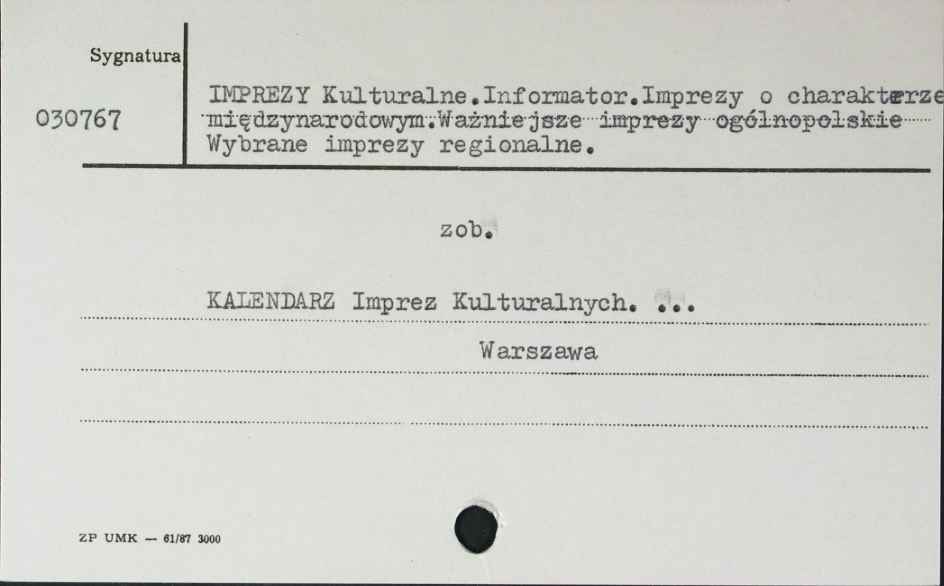 Sygnatura
030767
IMPREZY Kulturalne.Informator.Imprezy o charakterze
międzynarodowym.Ważniejsze imprezy ogólnopolskie
Wybrane imprezy regionalne.
zob.
KALENDARZ Imprez Kulturalnych. ...
Warszawa
ZP UMK — 61/87 3000